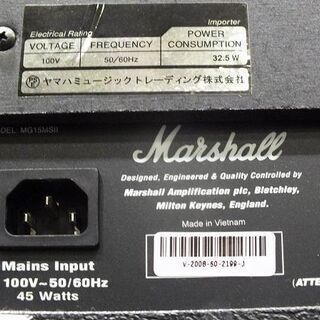 Electrical Rating
Importer
VOLTAGE FREQUENCY POWER CONSUMPTION
100V 50/60Hz 32.5 W
ヤマハミュージックトレーディング株式会社
MODEL MG15MSII
Marshall
Designed, Engineered & Quality Controlled by
Marshall Amplification plc, Bletchley,
Milton Keynes, England.
Made in Vietnam
V-2008-50-2199-J
Mains Input
100V~50/60Hz
45 Watts
(ATTE